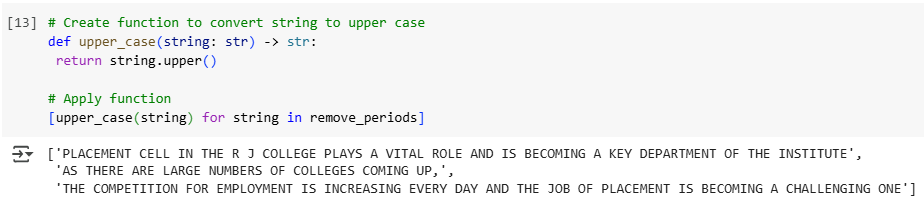 [13] # Create function to convert string to upper case
def upper_case(string: str) -> str:
 return string.upper()
# Apply function
[upper_case(string) for string in remove_periods]
['PLACEMENT CELL IN THE R J COLLEGE PLAYS A VITAL ROLE AND IS BECOMING A KEY DEPARTMENT OF THE INSTITUTE',
'AS THERE ARE LARGE NUMBERS OF COLLEGES COMING UP,',
'THE COMPETITION FOR EMPLOYMENT IS INCREASING EVERY DAY AND THE JOB OF PLACEMENT IS BECOMING A CHALLENGING ONE']